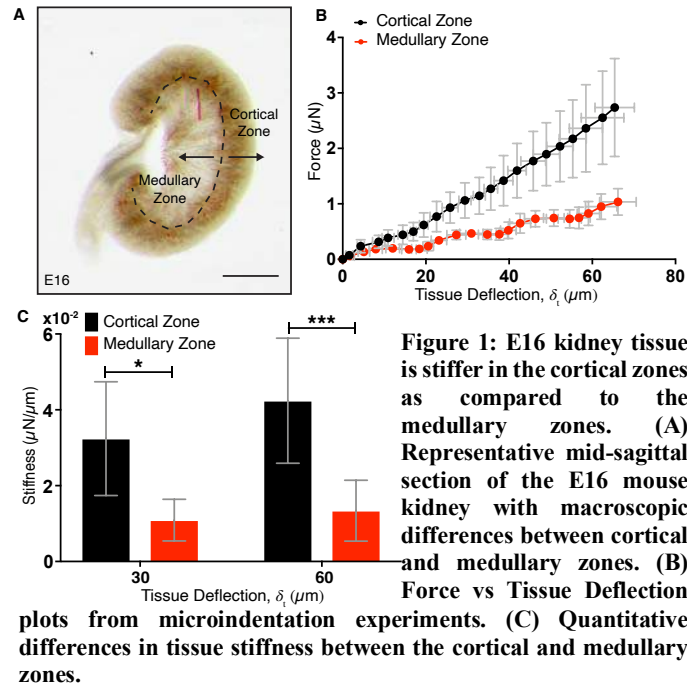 A
Cortical
Zone
Medullary
Zone
E16
B
Cortical Zone
Medullary Zone
4
3
2
1
0
0
20
40
60
80
Force (µN)
Tissue Deflection, δt (µm)
C
x10-2
Cortical Zone
Medullary Zone
*
***
6
4
2
0
Stiffness (µN/µm)
30
60
Tissue Deflection, δt (µm)
Figure 1: E16 kidney tissue
is stiffer in the cortical zones
as compared to the
medullary zones. (A)
Representative mid-sagittal
section of the E16 mouse
kidney with macroscopic
differences between cortical
and medullary zones. (B)
Force vs Tissue Deflection
plots from microindentation experiments. (C) Quantitative
differences in tissue stiffness between the cortical and medullary
zones.